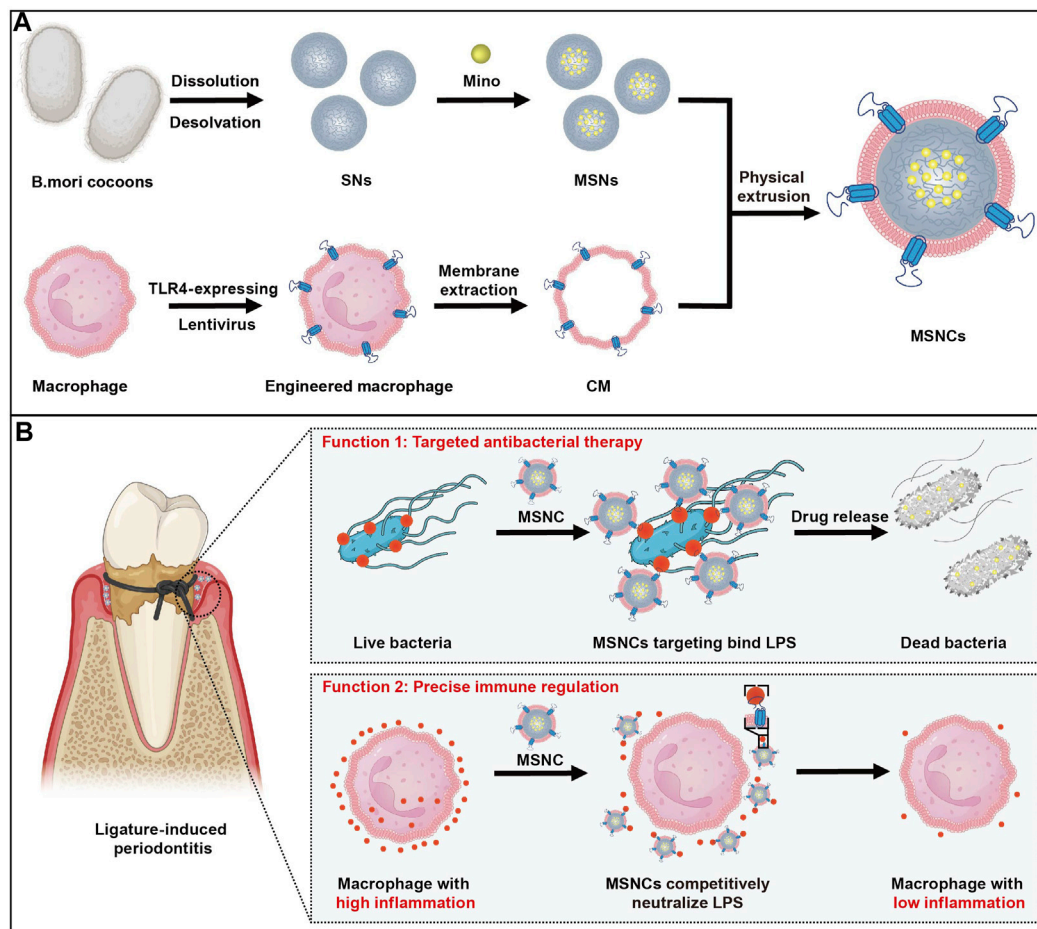 A
Dissolution
Desolvation
Mino
B.mori cocoons
SNs
MSNs
Physical
extrusion
TLR4-expressing
Lentivirus
Membrane
extraction
MSNCs
Macrophage
Engineered macrophage
CM
B
Function 1: Targeted antibacterial therapy
MSNC
Drug release
Live bacteria
MSNCs targeting bind LPS
Dead bacteria
Function 2: Precise immune regulation
MSNC
Ligature-induced
periodontitis
Macrophage with
high inflammation
MSNCs competitively
neutralize LPS
Macrophage with
low inflammation